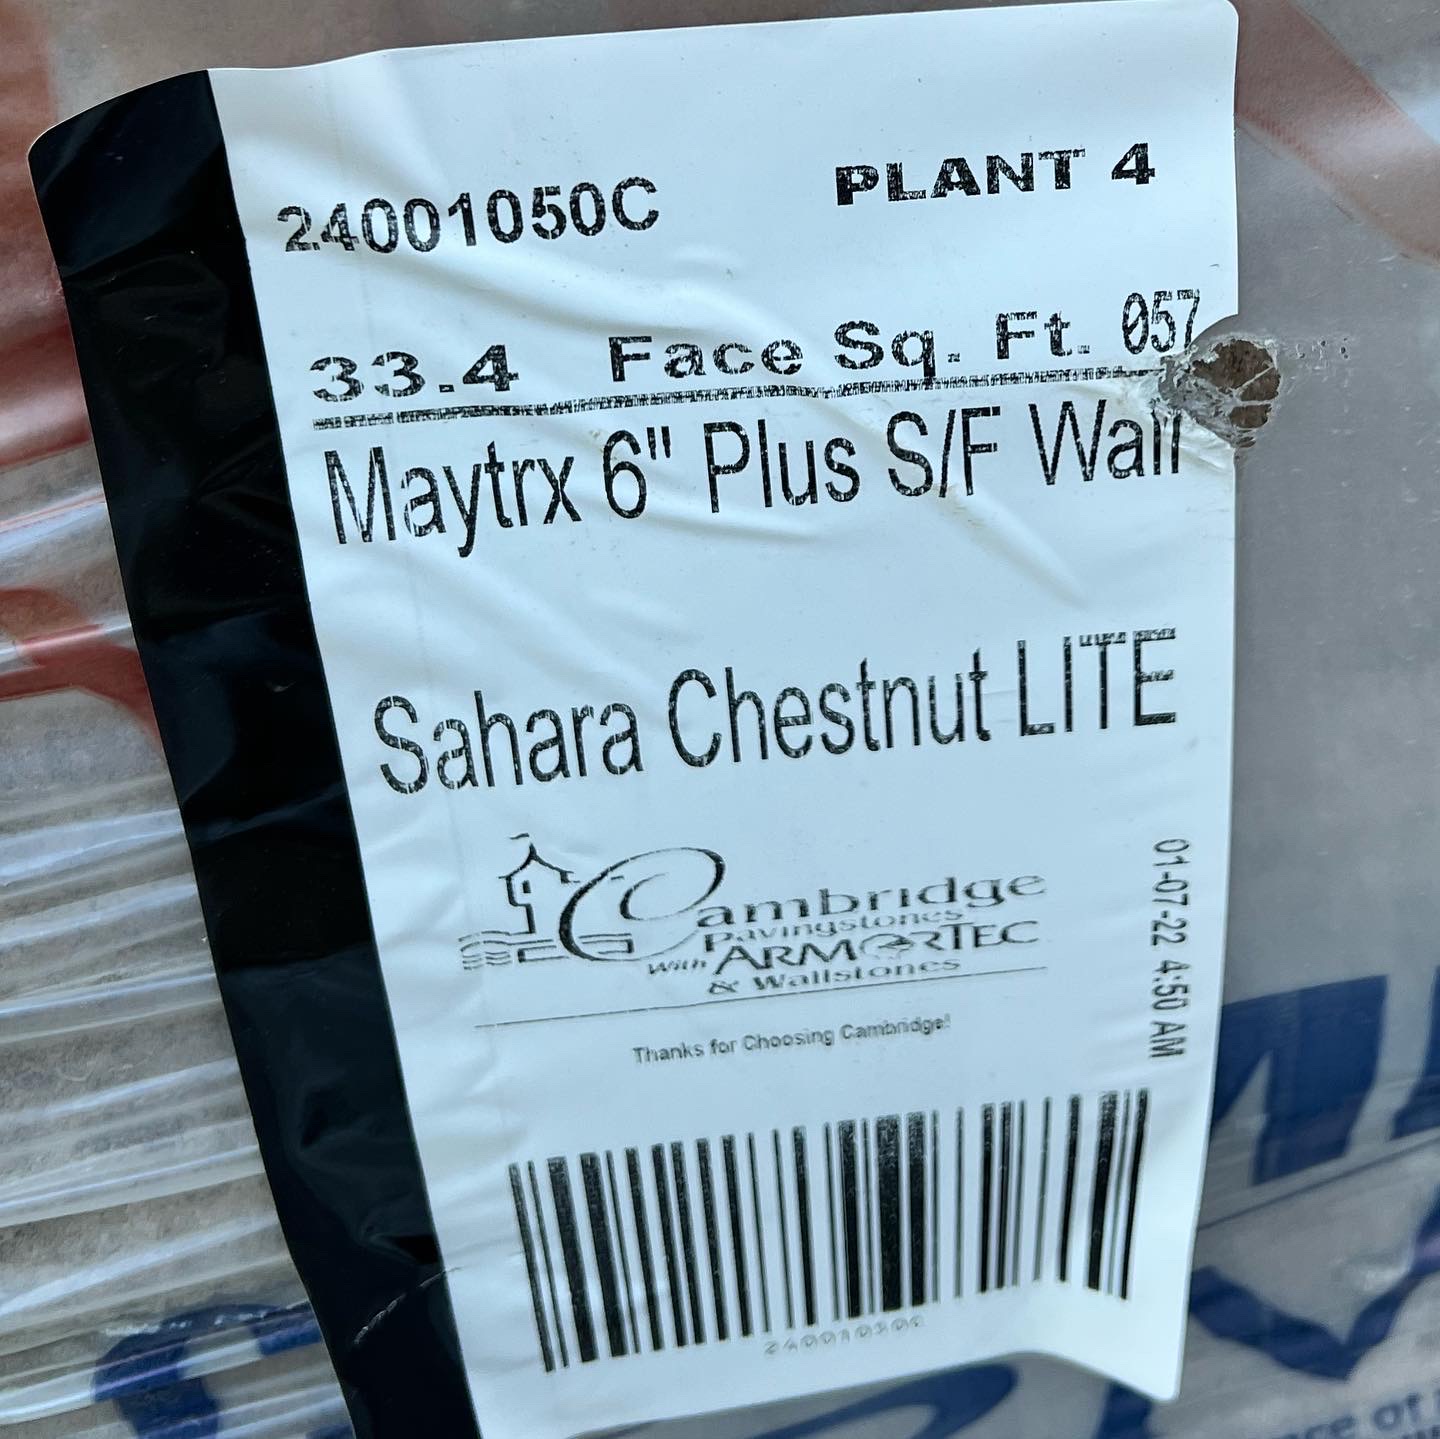 24001050C
PLANT 4
33.4 Face Sq. Ft. 057
Maytrx 6" Plus S/F Wall
Sahara Chestnut LITE
Cambridge
Pavingstones
With ARMORTEC
& Wallstones
Thanks for Choosing Cambridge!
01-07-22 4:50 AM
24001050C